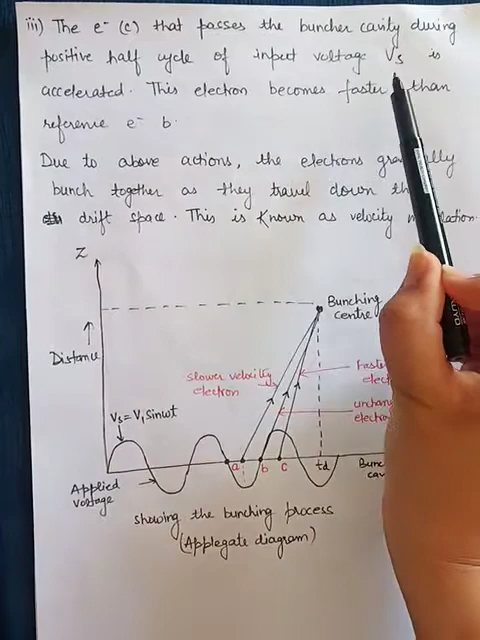 iii) The e⁻ (c) that passes the buncher cavity during
positive half cycle of input voltage Vs is
accelerated. This electron becomes faster than
reference e⁻ b.
Due to above actions, the electrons
bunch together as they travel down
drift space. This is known as velocity
Z
Bunching
centre
Distance
slower velocity
electron
Vs = V₁ sinωt
a
b
c
td
Applied
voltage
showing the bunching process
(Applegate diagram)